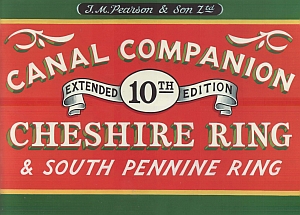 J.M. Pearson & Son Ltd
CANAL COMPANION
EXTENDED 10TH EDITION
CHESHIRE RING
& SOUTH PENNINE RING